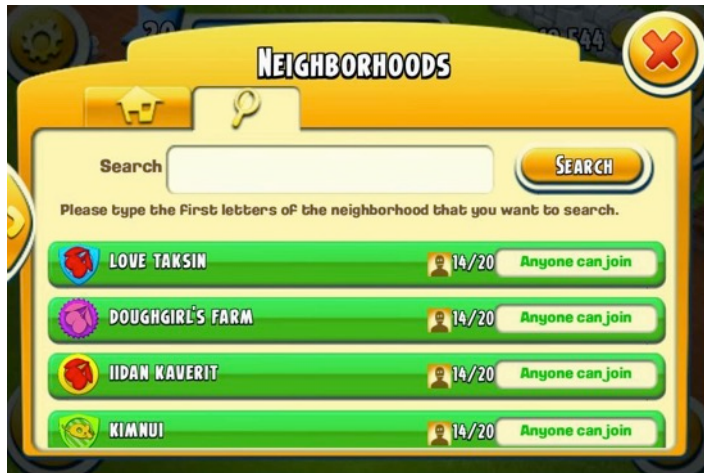 NEIGHBORHOODS
Search
SEARCH
Please type the first letters of the neighborhood that you want to search.
LOVE TAKSIN 14/20 Anyone can join
DOUGHGIRL'S FARM 14/20 Anyone can join
IIDAN KAVERIT 14/20 Anyone can join
KIMNUI 14/20 Anyone can join